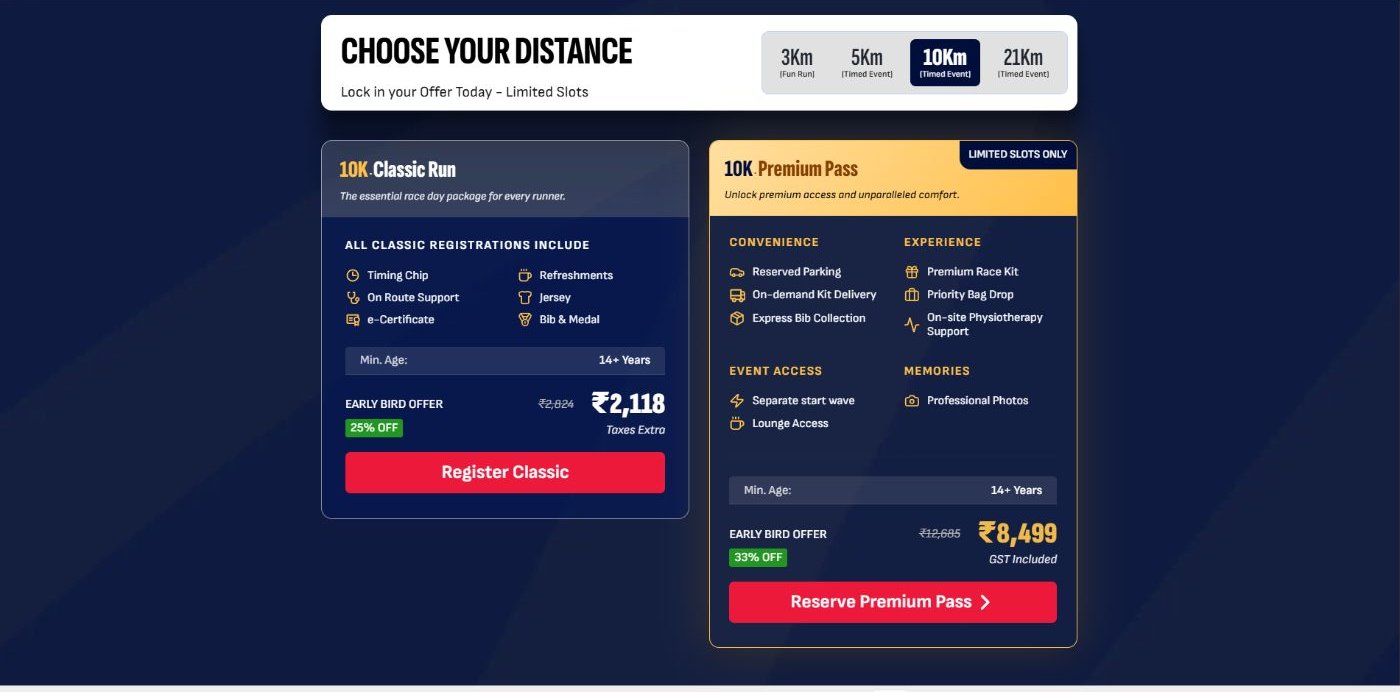 CHOOSE YOUR DISTANCE
Lock in your Offer Today - Limited Slots
3Km
(Fun Run)
5Km
(Timed Event)
10Km
(Timed Event)
21Km
(Timed Event)
10K. Classic Run
The essential race day package for every runner.
ALL CLASSIC REGISTRATIONS INCLUDE
Timing Chip
Refreshments
On Route Support
Jersey
e-Certificate
Bib & Medal
Min. Age: 14+ Years
EARLY BIRD OFFER ₹2,824 ₹2,118
25% OFF Taxes Extra
Register Classic
LIMITED SLOTS ONLY
10K. Premium Pass
Unlock premium access and unparalleled comfort.
CONVENIENCE
Reserved Parking
On-demand Kit Delivery
Express Bib Collection
EXPERIENCE
Premium Race Kit
Priority Bag Drop
On-site Physiotherapy
Support
EVENT ACCESS
Separate start wave
Lounge Access
MEMORIES
Professional Photos
Min. Age: 14+ Years
EARLY BIRD OFFER ₹12,685 ₹8,499
33% OFF GST Included
Reserve Premium Pass